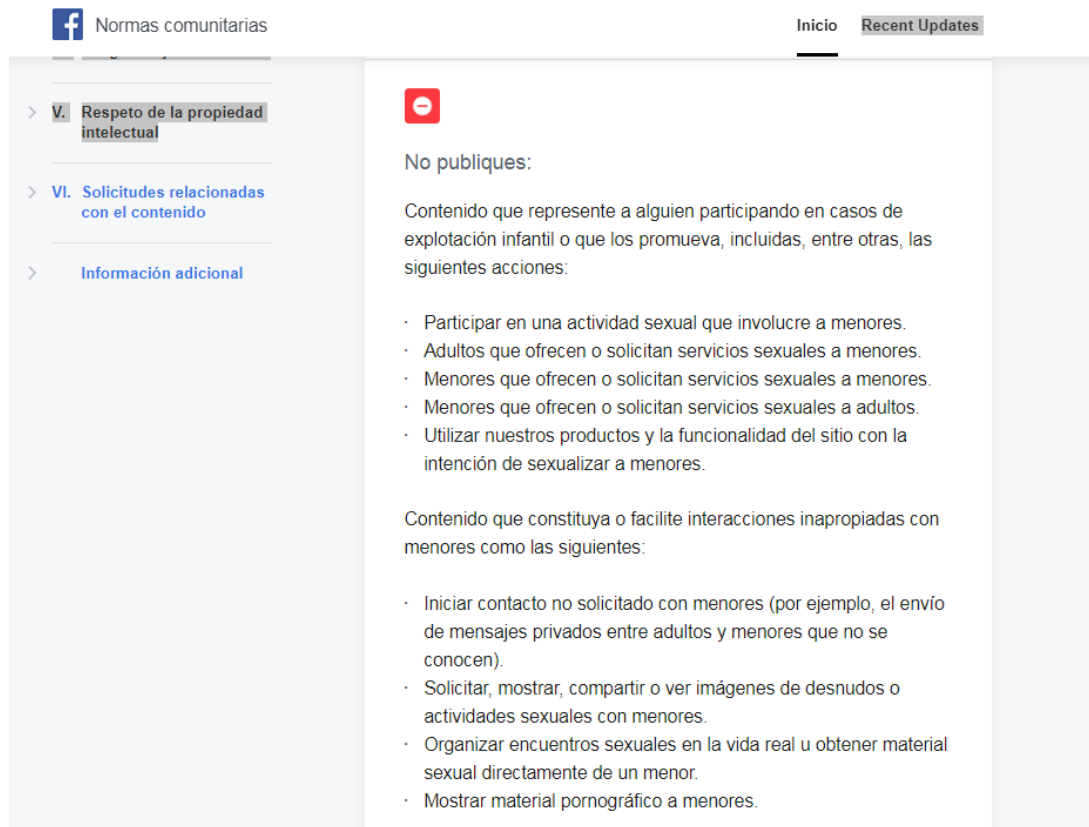 Normas comunitarias
Inicio
Recent Updates
V. Respeto de la propiedad
intelectual
VI. Solicitudes relacionadas
con el contenido
Información adicional
No publiques:
Contenido que represente a alguien participando en casos de
explotación infantil o que los promueva, incluidas, entre otras, las
siguientes acciones:
· Participar en una actividad sexual que involucre a menores.
· Adultos que ofrecen o solicitan servicios sexuales a menores.
· Menores que ofrecen o solicitan servicios sexuales a menores.
· Menores que ofrecen o solicitan servicios sexuales a adultos.
· Utilizar nuestros productos y la funcionalidad del sitio con la
intención de sexualizar a menores.
Contenido que constituya o facilite interacciones inapropiadas con
menores como las siguientes:
· Iniciar contacto no solicitado con menores (por ejemplo, el envío
de mensajes privados entre adultos y menores que no se
conocen).
· Solicitar, mostrar, compartir o ver imágenes de desnudos o
actividades sexuales con menores.
· Organizar encuentros sexuales en la vida real u obtener material
sexual directamente de un menor.
· Mostrar material pornográfico a menores.